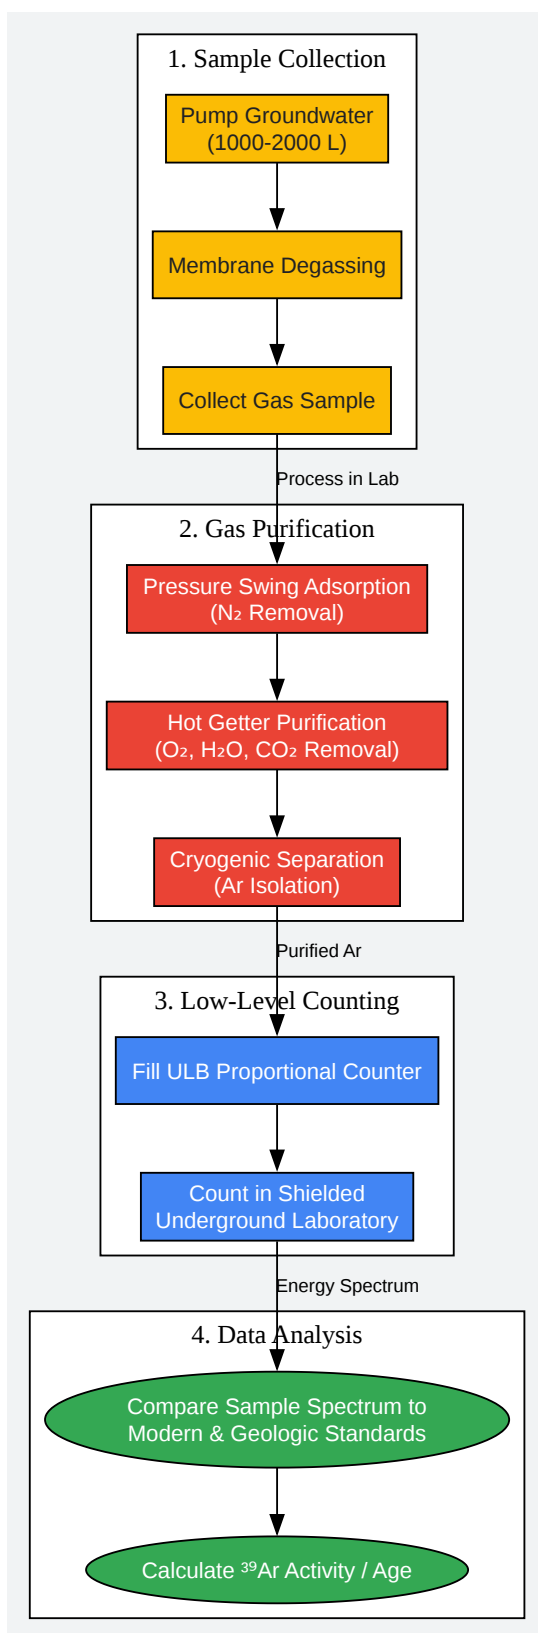 1. Sample Collection
Pump Groundwater
(1000-2000 L)
Membrane Degassing
Collect Gas Sample
Process in Lab
2. Gas Purification
Pressure Swing Adsorption
(N₂ Removal)
Hot Getter Purification
(O₂, H₂O, CO₂ Removal)
Cryogenic Separation
(Ar Isolation)
Purified Ar
3. Low-Level Counting
Fill ULB Proportional Counter
Count in Shielded
Underground Laboratory
Energy Spectrum
4. Data Analysis
Compare Sample Spectrum to
Modern & Geologic Standards
Calculate ³⁹Ar Activity / Age